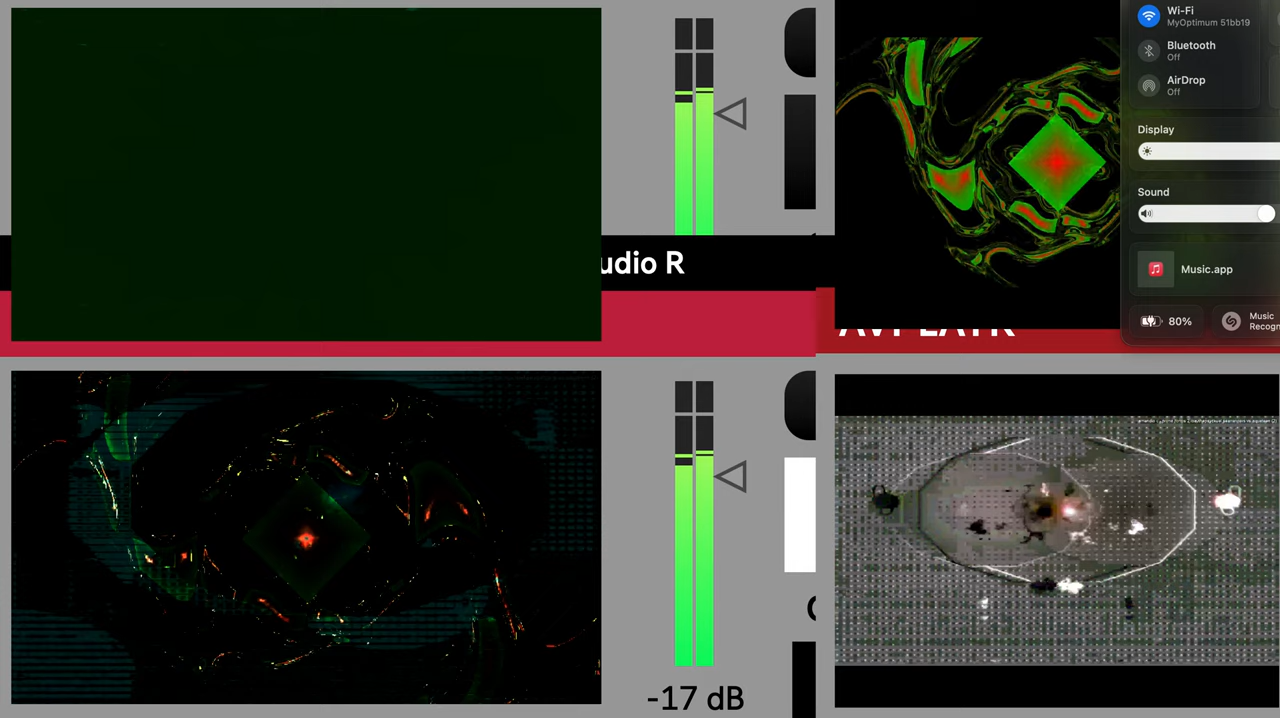 Wi-Fi
MyOptimum 51bb19
Bluetooth
Off
AirDrop
Off
Display
Sound
Music.app
80%
Music
Recogn
udio R
-17 dB